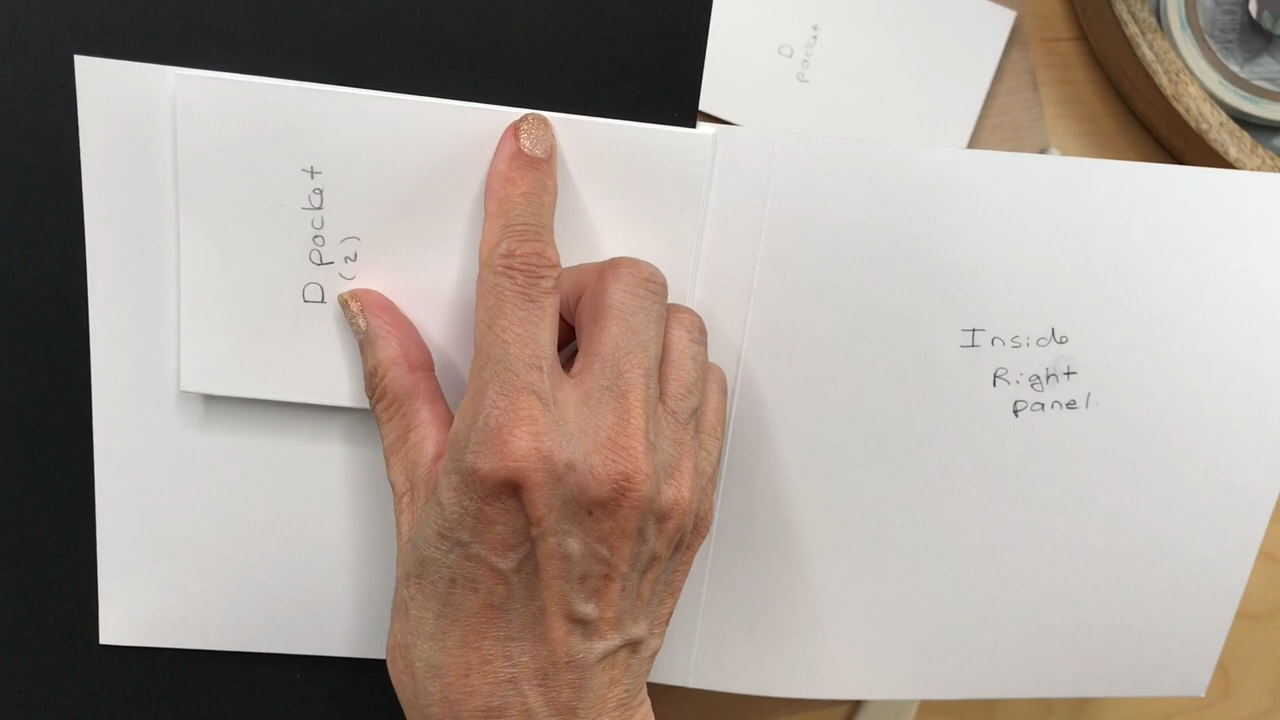 D
pocket
D pocket
(2)
Inside
Right
panel.